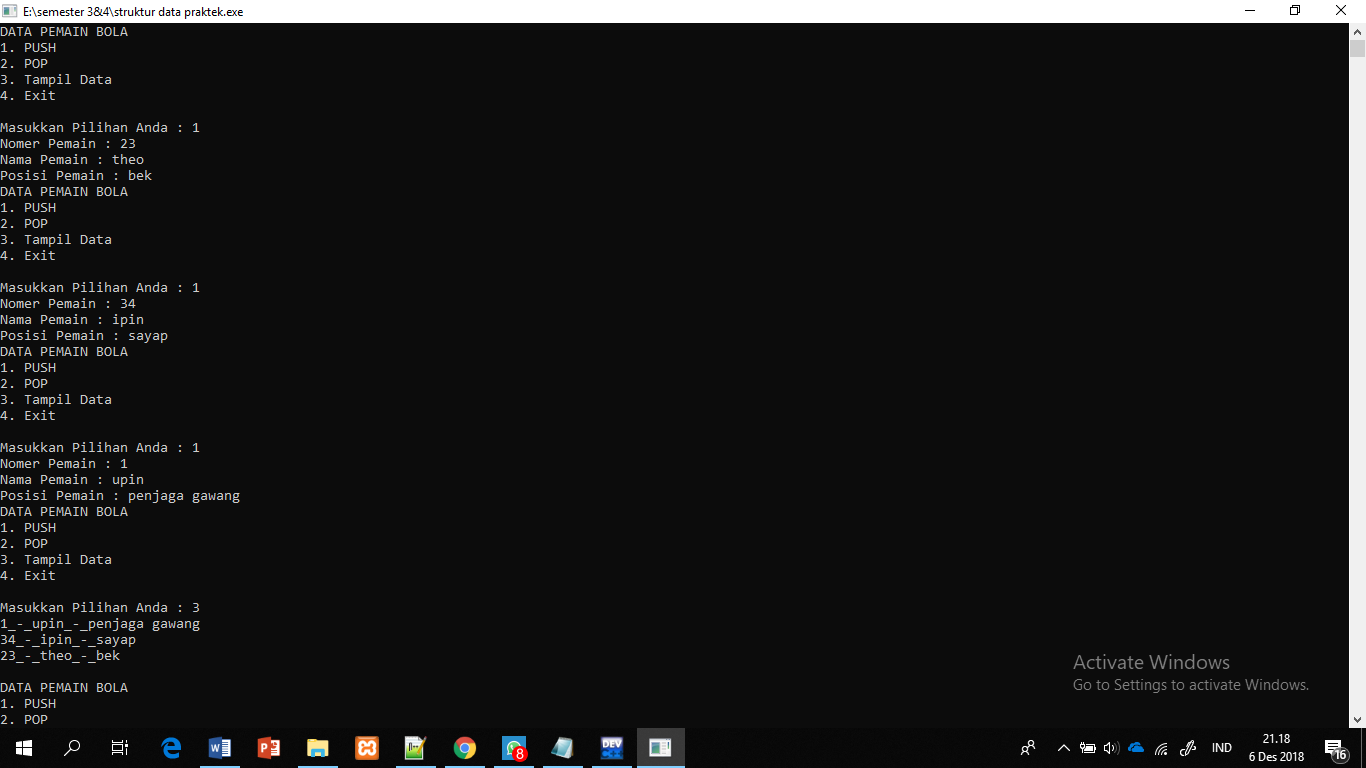 E:\semester 3&4\struktur data praktek.exe
DATA PEMAIN BOLA
1. PUSH
2. POP
3. Tampil Data
4. Exit
Masukkan Pilihan Anda : 1
Nomer Pemain : 23
Nama Pemain : theo
Posisi Pemain : bek
DATA PEMAIN BOLA
1. PUSH
2. POP
3. Tampil Data
4. Exit
Masukkan Pilihan Anda : 1
Nomer Pemain : 34
Nama Pemain : ipin
Posisi Pemain : sayap
DATA PEMAIN BOLA
1. PUSH
2. POP
3. Tampil Data
4. Exit
Masukkan Pilihan Anda : 1
Nomer Pemain : 1
Nama Pemain : upin
Posisi Pemain : penjaga gawang
DATA PEMAIN BOLA
1. PUSH
2. POP
3. Tampil Data
4. Exit
Masukkan Pilihan Anda : 3
1_-_upin_-_penjaga gawang
34_-_ipin_-_sayap
23_-_theo_-_bek
DATA PEMAIN BOLA
1. PUSH
2. POP
Activate Windows
Go to Settings to activate Windows.
8
DEV
IND
21.18
6 Des 2018
16